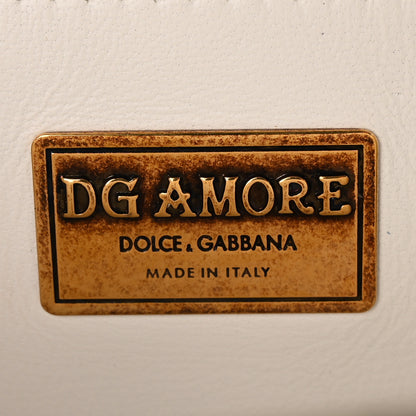 DG AMORE
DOLCE & GABBANA
MADE IN ITALY